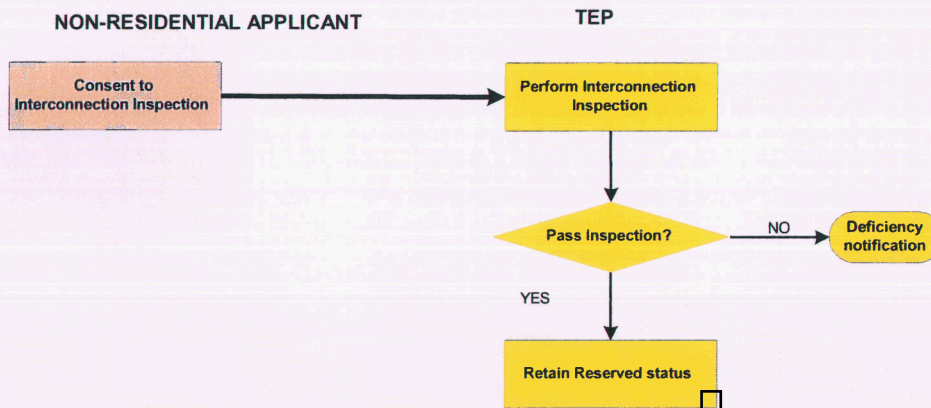 NON-RESIDENTIAL APPLICANT
TEP
Consent to
Interconnection Inspection
Perform Interconnection
Inspection
Pass Inspection?
NO
Deficiency
notification
YES
Retain Reserved status